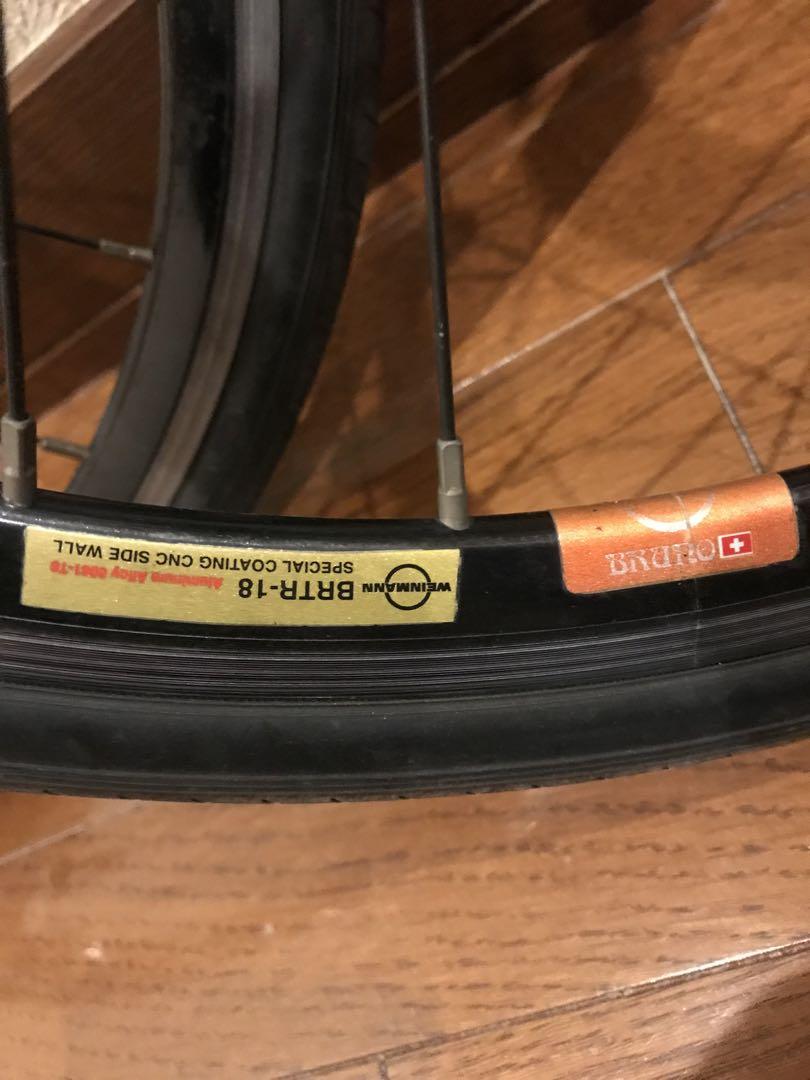 WEINMANN BRTR-18 Aluminum Alloy 6061-T6
SPECIAL COATING CNC SIDE WALL
BRUNO